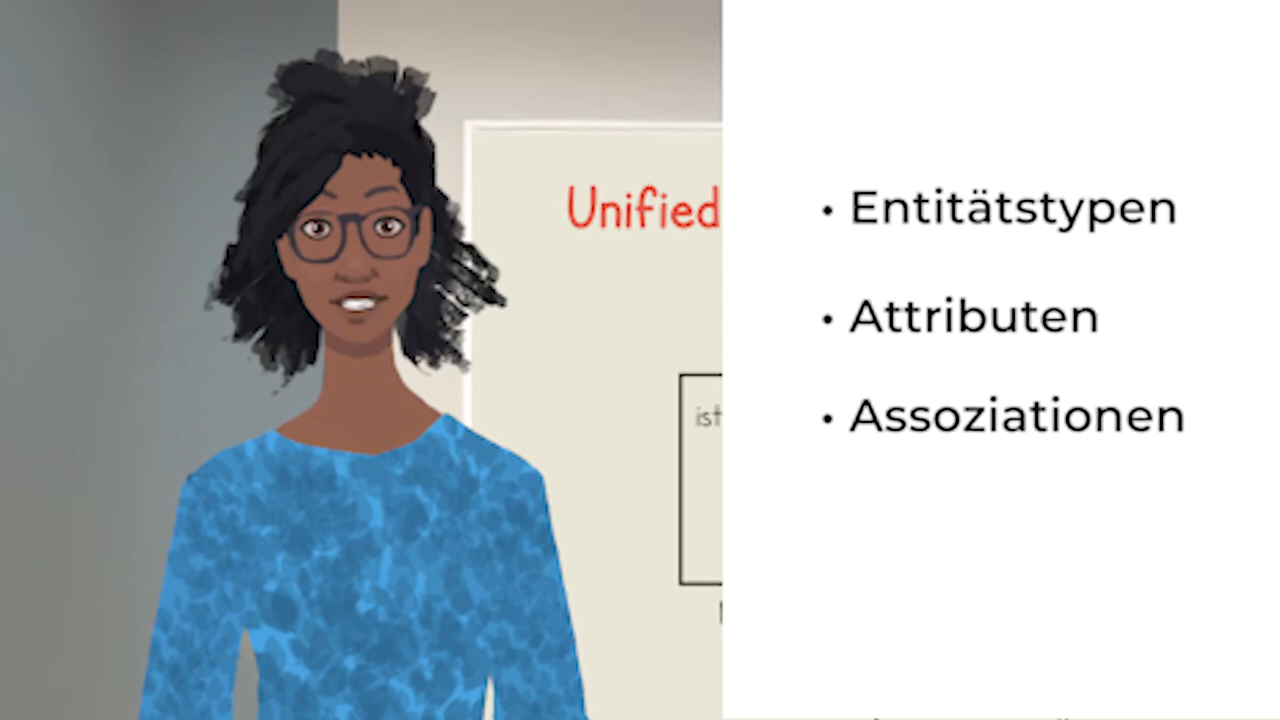 Unified
• Entitätstypen
• Attributen
ist
• Assoziationen